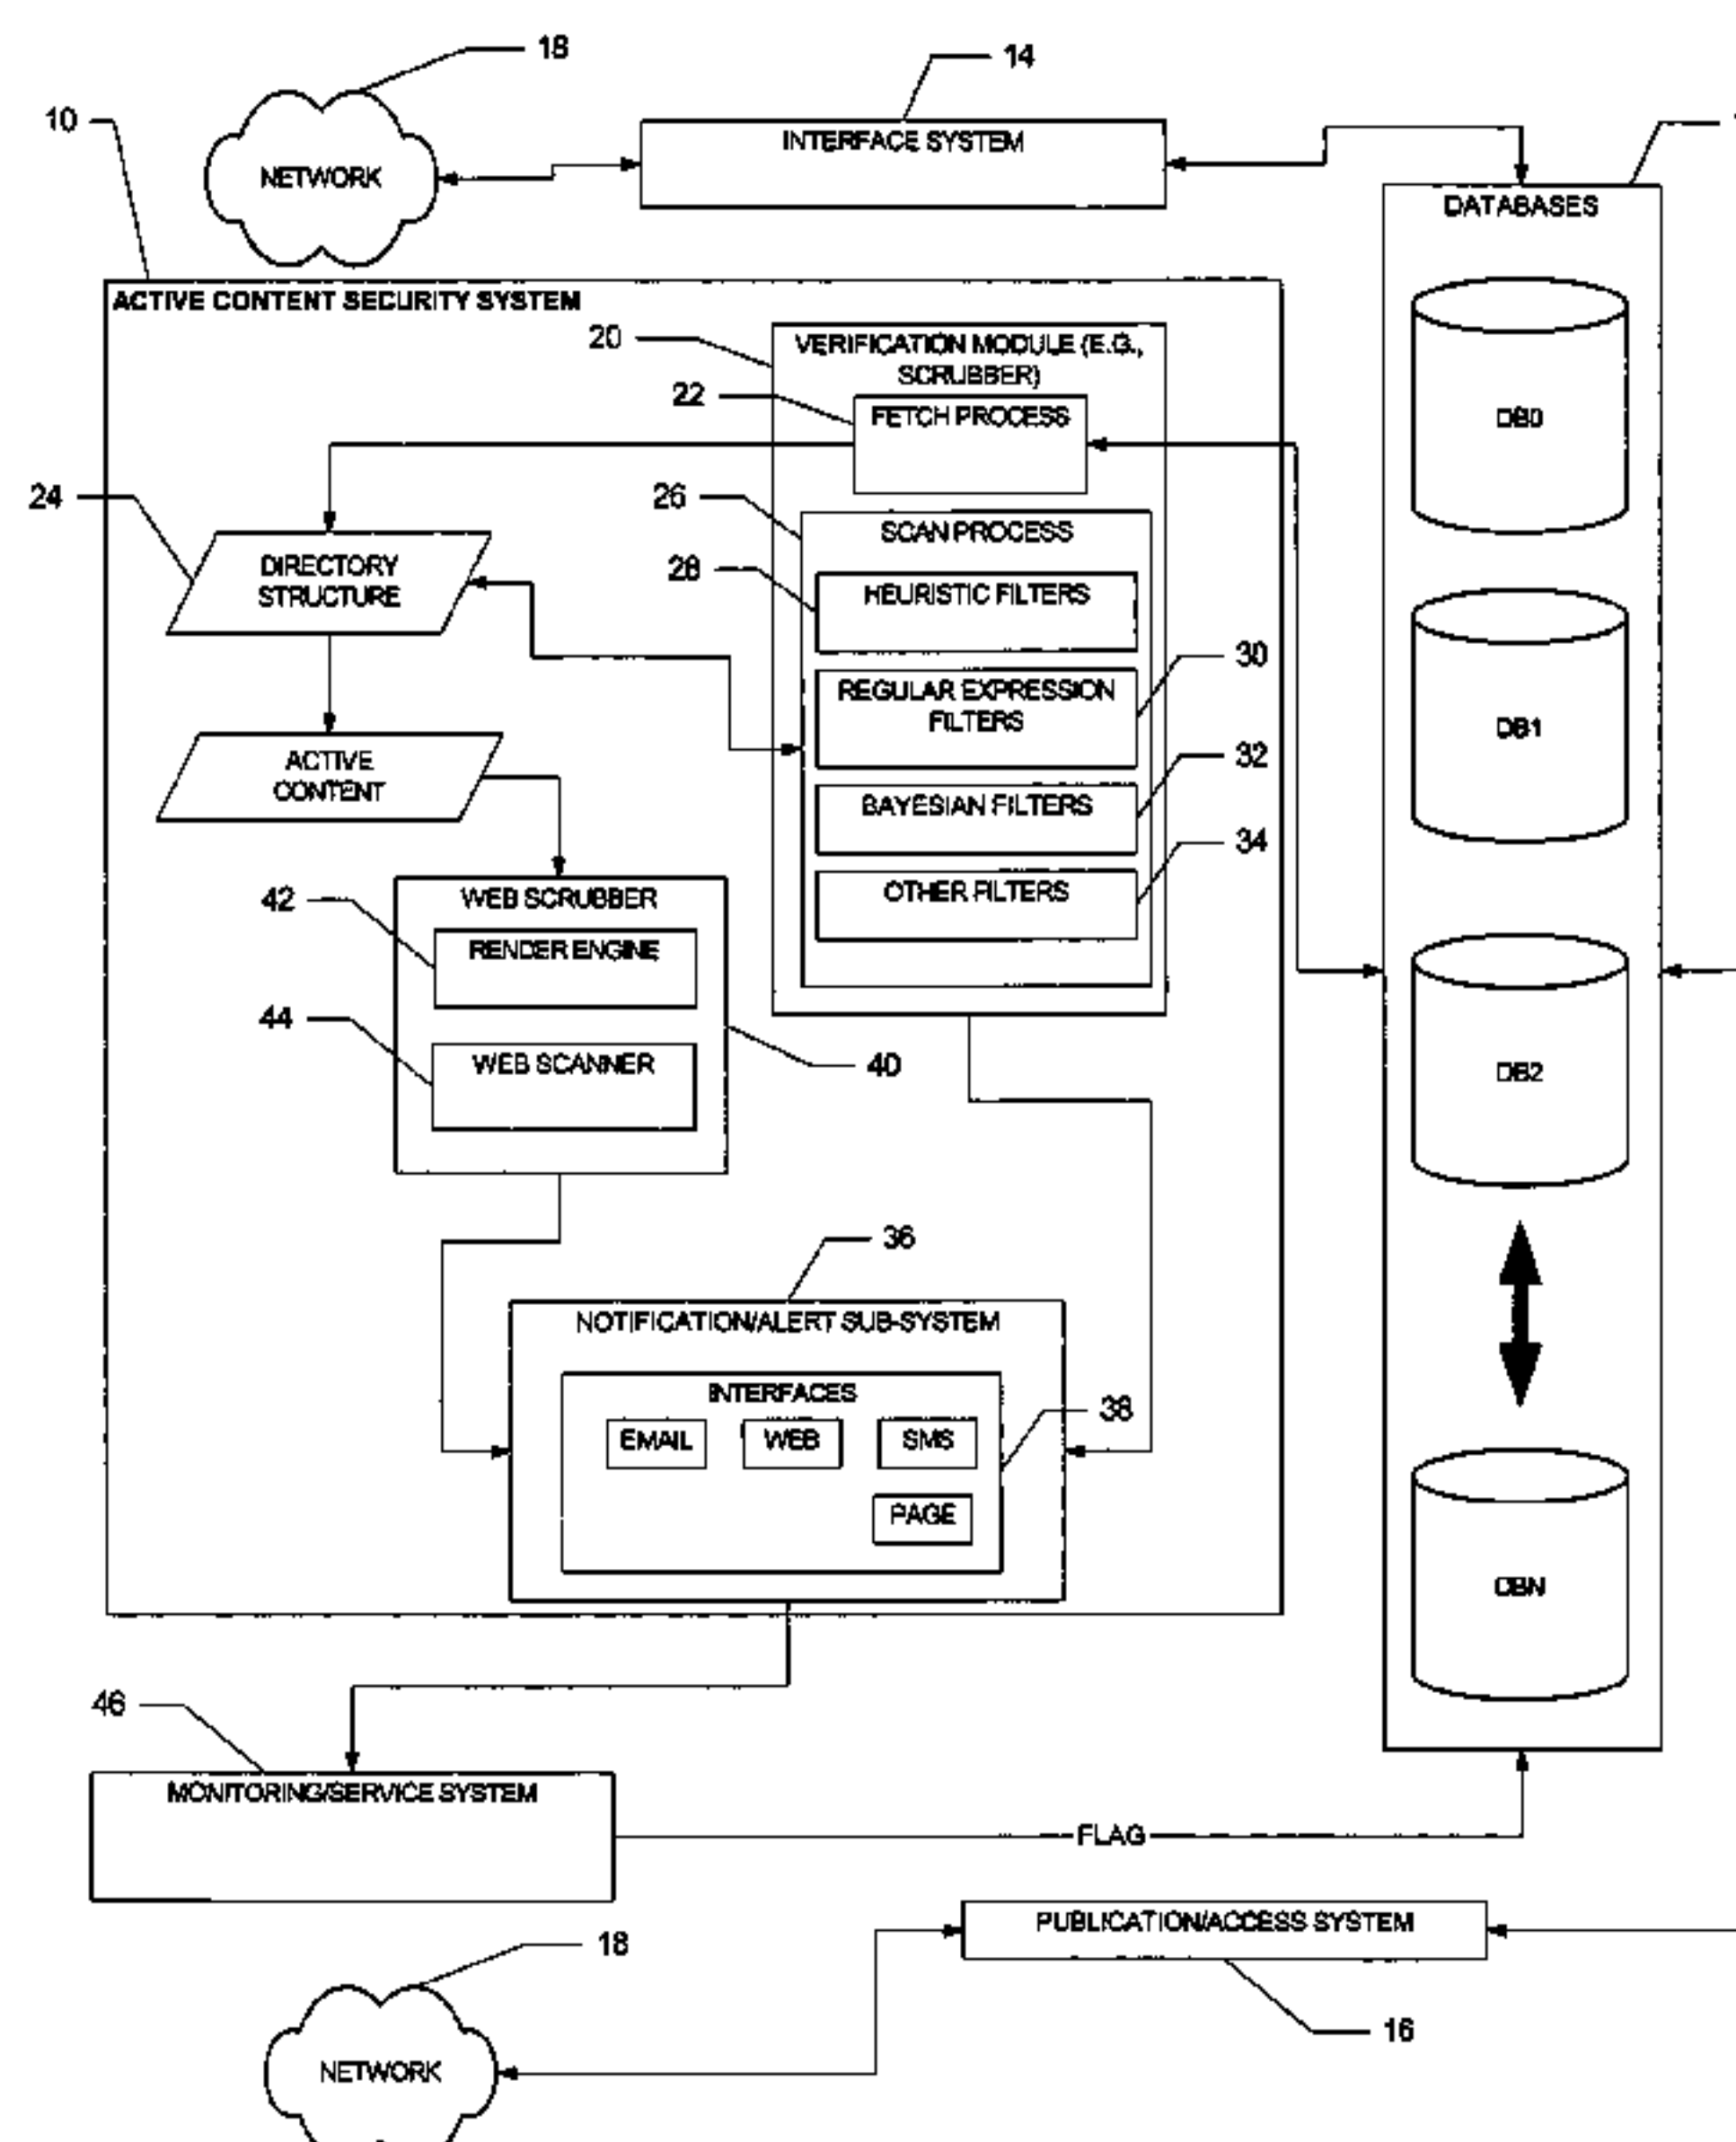 18
14
10
INTERFACE SYSTEM
NETWORK
DATABASES
ACTIVE CONTENT SECURITY SYSTEM
20
VERIFICATION MODULE (E.G.,
SCRUBBER)
22
FETCH PROCESS
DB0
24
26
SCAN PROCESS
DIRECTORY
STRUCTURE
28
HEURISTIC FILTERS
30
REGULAR EXPRESSION
FILTERS
DB1
ACTIVE
CONTENT
32
BAYESIAN FILTERS
34
OTHER FILTERS
42
WEB SCRUBBER
RENDER ENGINE
44
WEB SCANNER
40
DB2
36
NOTIFICATION/ALERT SUB-SYSTEM
INTERFACES
38
EMAIL
WEB
SMS
PAGE
DBN
46
MONITORING/SERVICE SYSTEM
FLAG
PUBLICATION/ACCESS SYSTEM
18
16
NETWORK